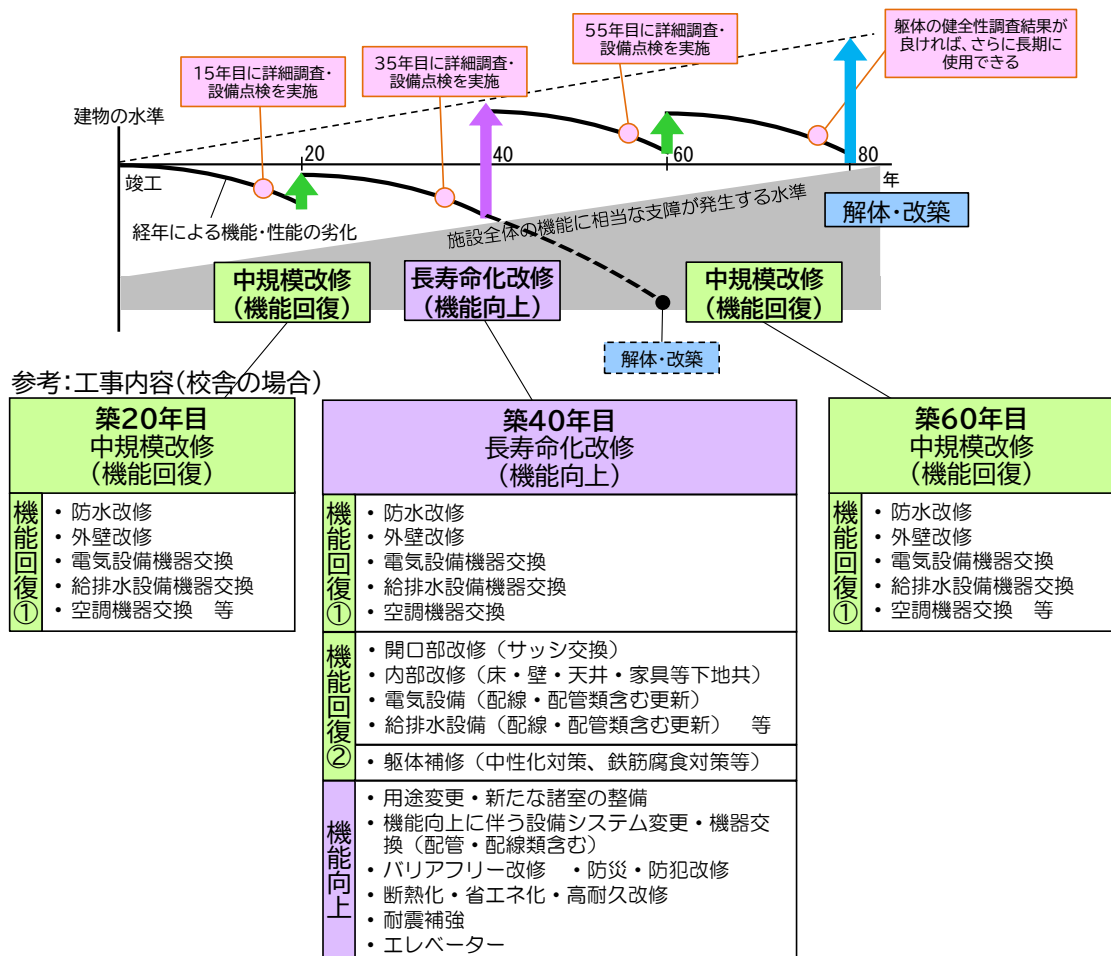 15年目に詳細調査・
設備点検を実施
35年目に詳細調査・
設備点検を実施
55年目に詳細調査・
設備点検を実施
躯体の健全性調査結果が
良ければ、さらに長期に
使用できる
建物の水準
20
40
60
80
竣工
年
経年による機能・性能の劣化
施設全体の機能に相当な支障が発生する水準
解体・改築
中規模改修
(機能回復)
長寿命化改修
(機能向上)
中規模改修
(機能回復)
解体・改築
参考：工事内容(校舎の場合)
築20年目
中規模改修
(機能回復)
機能回復①
・防水改修
・外壁改修
・電気設備機器交換
・給排水設備機器交換
・空調機器交換　等
築40年目
長寿命化改修
(機能向上)
機能回復①
・防水改修
・外壁改修
・電気設備機器交換
・給排水設備機器交換
・空調機器交換
機能回復②
・開口部改修（サッシ交換）
・内部改修（床・壁・天井・家具等下地共）
・電気設備（配線・配管類含む更新）
・給排水設備（配線・配管類含む更新）　等
・躯体補修（中性化対策、鉄筋腐食対策等）
機能向上
・用途変更・新たな諸室の整備
・機能向上に伴う設備システム変更・機器交
換（配管・配線類含む）
・バリアフリー改修　・防災・防犯改修
・断熱化・省エネ化・高耐久改修
・耐震補強
・エレベーター
築60年目
中規模改修
(機能回復)
機能回復①
・防水改修
・外壁改修
・電気設備機器交換
・給排水設備機器交換
・空調機器交換　等